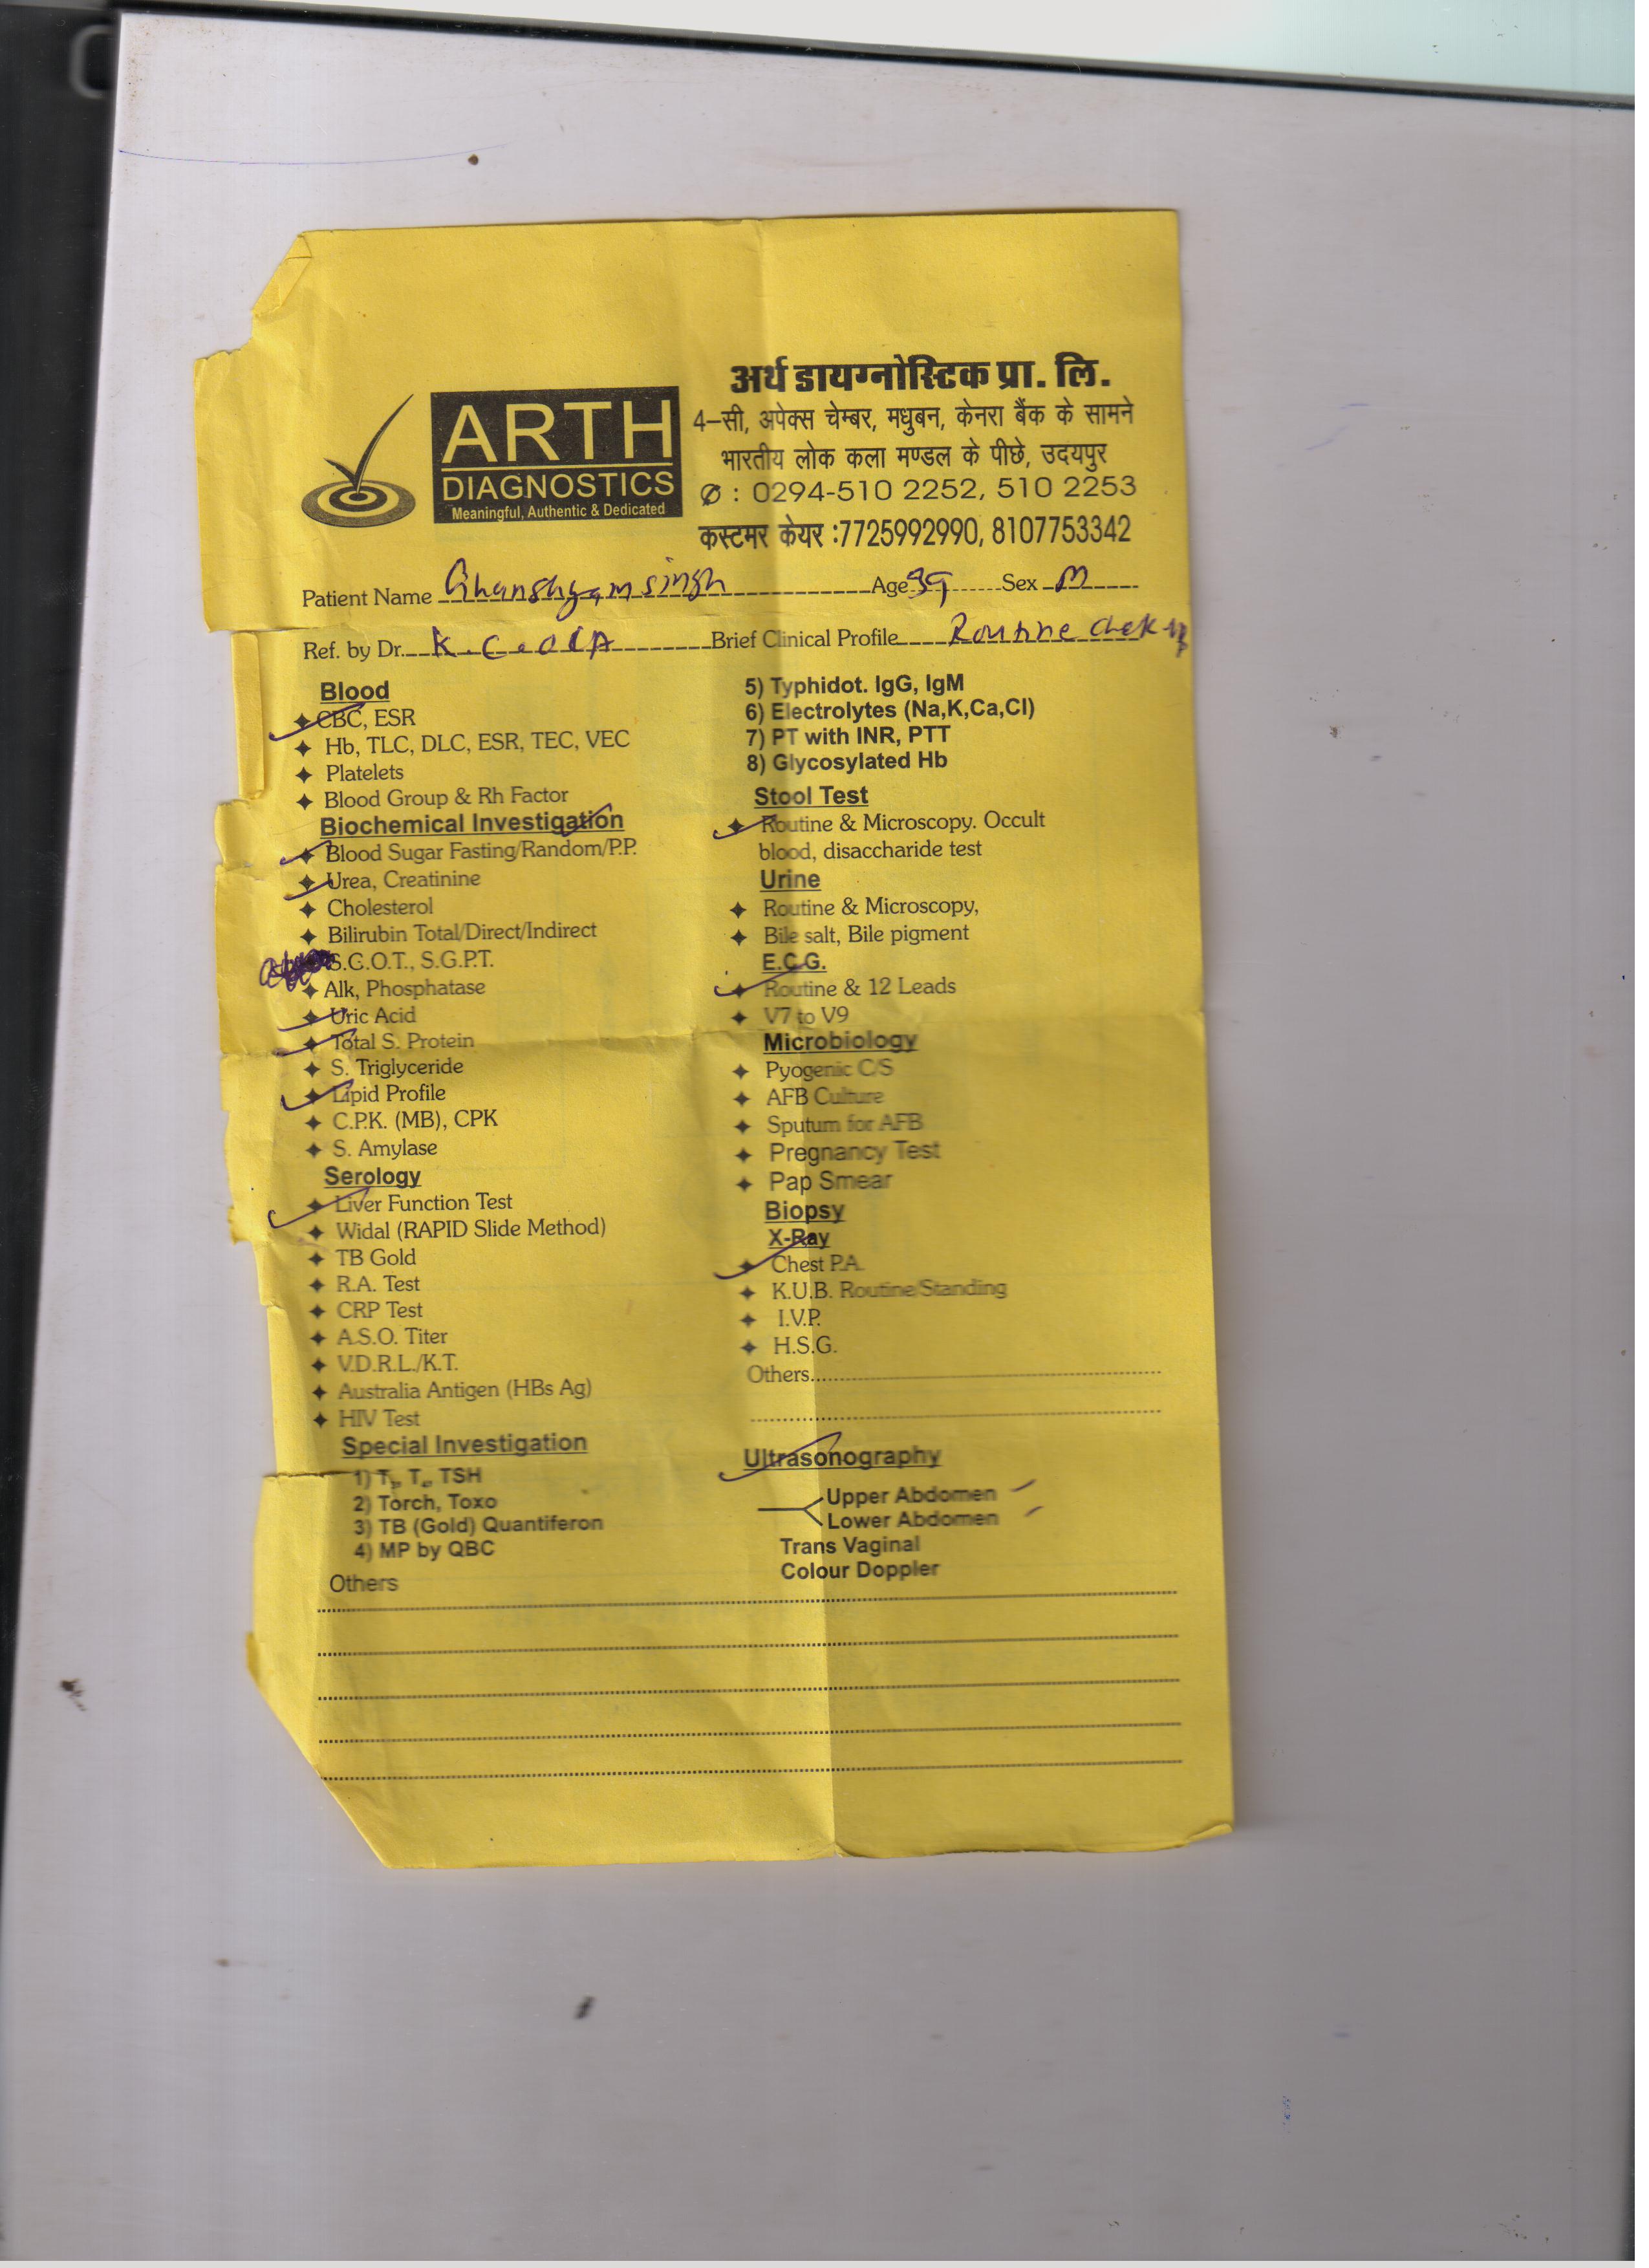 ARTH
DIAGNOSTICS
Meaningful, Authentic & Dedicated
अर्थ डायग्नोस्टिक प्रा. लि.
4-सी, अपेक्स चेम्बर, मधुबन, केनरा बैंक के सामने
भारतीय लोक कला मण्डल के पीछे, उदयपुर
: 0294-510 2252, 510 2253
कस्टमर केयर :7725992990, 8107753342
Patient Name Ghanshyam singh Age 39 Sex M
Ref. by Dr. K. C. Brief Clinical Profile Routine chek up
Blood
CBC, ESR
Hb, TLC, DLC, ESR, TEC, VEC
Platelets
Blood Group & Rh Factor
Biochemical Investigation
Blood Sugar Fasting/Random/P.P.
Urea, Creatinine
Cholesterol
Bilirubin Total/Direct/Indirect
S.G.O.T., S.G.P.T.
Alk, Phosphatase
Uric Acid
Total S. Protein
S. Triglyceride
Lipid Profile
C.P.K. (MB), CPK
S. Amylase
Serology
Liver Function Test
Widal (RAPID Slide Method)
TB Gold
R.A. Test
CRP Test
A.S.O. Titer
V.D.R.L./K.T.
Australia Antigen (HBs Ag)
HIV Test
Special Investigation
1) T₃, T₄, TSH
2) Torch, Toxo
3) TB (Gold) Quantiferon
4) MP by QBC
Others
5) Typhidot. IgG, IgM
6) Electrolytes (Na,K,Ca,Cl)
7) PT with INR, PTT
8) Glycosylated Hb
Stool Test
Routine & Microscopy. Occult
blood, disaccharide test
Urine
Routine & Microscopy,
Bile salt, Bile pigment
E.C.G.
Routine & 12 Leads
V7 to V9
Microbiology
Pyogenic C/S
AFB Culture
Sputum for AFB
Pregnancy Test
Pap Smear
Biopsy
X-Ray
Chest P.A.
K.U.B. Routine/Standing
I.V.P.
H.S.G.
Others
Ultrasonography
Upper Abdomen
Lower Abdomen
Trans Vaginal
Colour Doppler